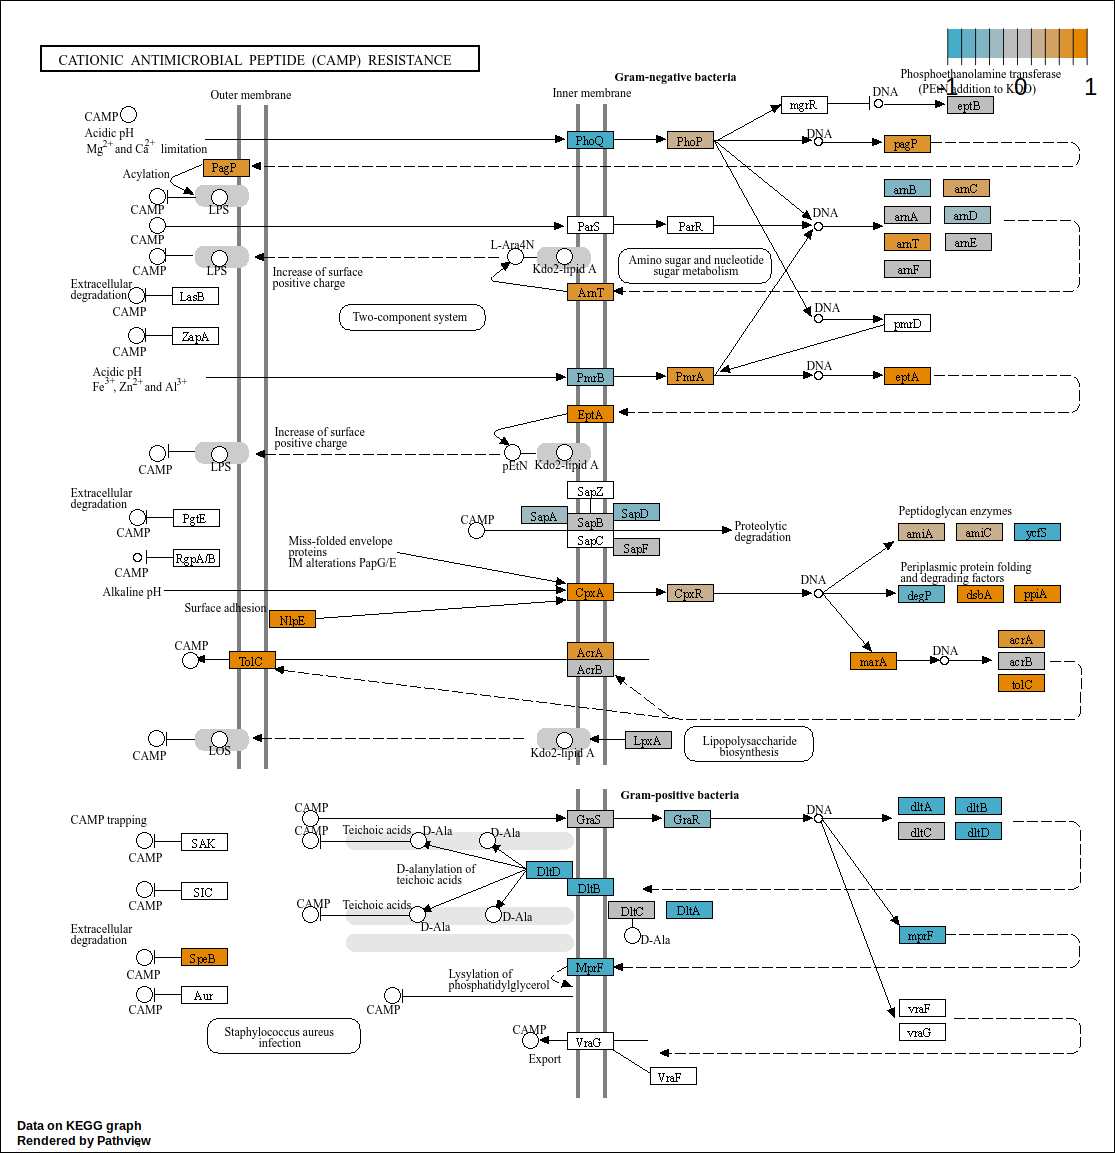 CATIONIC ANTIMICROBIAL PEPTIDE (CAMP) RESISTANCE
-1 0 1
Gram-negative bacteria
Phosphoethanolamine transferase
(PEtN addition to KDO)
Outer membrane
Inner membrane
CAMP
Acidic pH
Mg2+ and Ca2+ limitation
PhoQ
PhoP
mgrR
DNA
eptB
DNA
pagP
PagP
Acylation
CAMP
LPS
arnB
arnC
arnA
arnD
arnT
arnE
arnF
CAMP
ParS
ParR
DNA
CAMP
LPS
Increase of surface
positive charge
L-Ara4N
Kdo2-lipid A
Amino sugar and nucleotide
sugar metabolism
ArnT
Extracellular
degradation
LasB
CAMP
Two-component system
DNA
pmrD
ZapA
CAMP
Acidic pH
Fe3+, Zn2+ and Al3+
PmrB
PmrA
DNA
eptA
EptA
Increase of surface
positive charge
CAMP
LPS
pEtN
Kdo2-lipid A
Extracellular
degradation
PgtE
CAMP
CAMP
SapZ
SapA
SapB
SapD
SapC
SapF
Proteolytic
degradation
Peptidoglycan enzymes
amiA
amiC
ycfS
RgpA/B
CAMP
Miss-folded envelope
proteins
IM alterations PapG/E
Alkaline pH
CpxA
CpxR
DNA
Periplasmic protein folding
and degrading factors
degP
dsbA
ppiA
Surface adhesion
NlpE
CAMP
TolC
AcrA
AcrB
marA
DNA
acrA
acrB
tolC
CAMP
LOS
Kdo2-lipid A
LpxA
Lipopolysaccharide
biosynthesis
Gram-positive bacteria
CAMP
GraS
GraR
DNA
dltA
dltB
dltC
dltD
CAMP trapping
SAK
CAMP
CAMP
Teichoic acids
D-Ala
D-Ala
D-alanylation of
teichoic acids
DltD
DltB
SIC
CAMP
CAMP
Teichoic acids
D-Ala
D-Ala
DltC
DltA
D-Ala
Extracellular
degradation
SpeB
CAMP
mprF
MprF
Lysylation of
phosphatidylglycerol
Aur
CAMP
CAMP
vraF
vraG
Staphylococcus aureus
infection
CAMP
Export
VraG
VraF
Data on KEGG graph
Rendered by Pathview